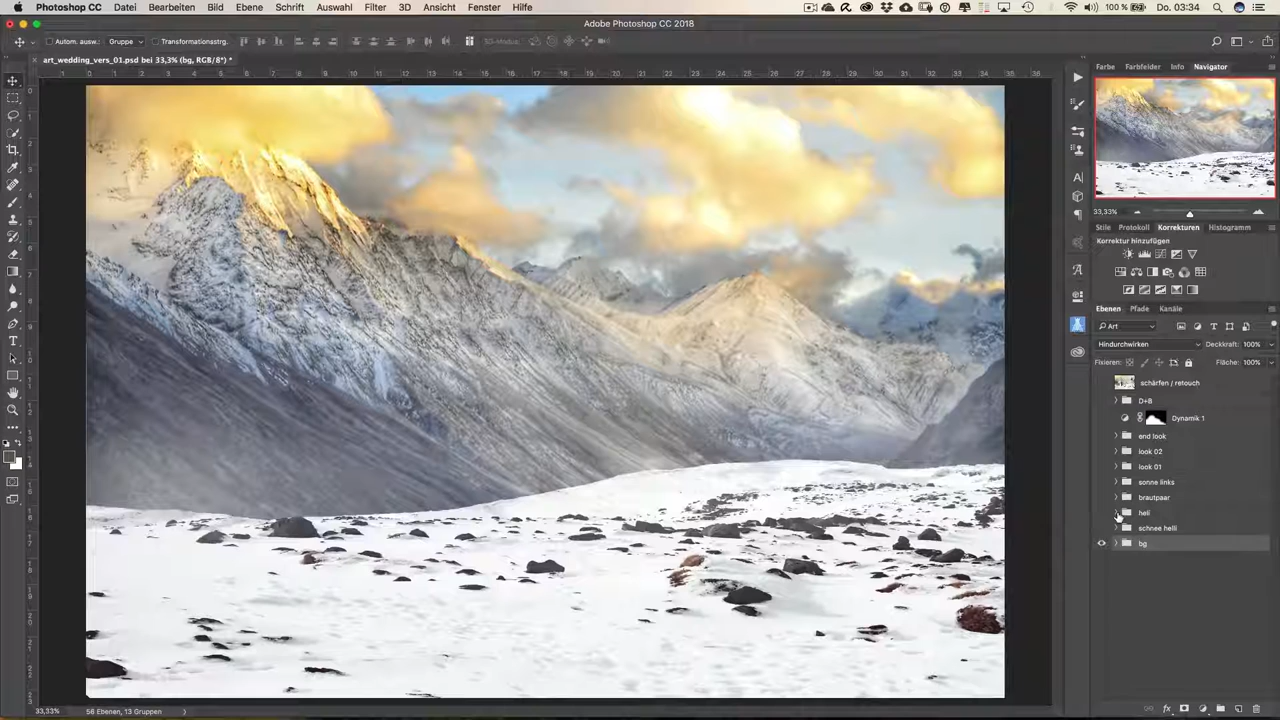 Photoshop CC Datei Bearbeiten Bild Ebene Schrift Auswahl Filter 3D Ansicht Fenster Hilfe 100 % Do. 03:34
Adobe Photoshop CC 2018
Autom. ausw.: Gruppe Transformationsstrg. 3D-Modus:
art_wedding_vers_01.psd bei 33,3% (bg, RGB/8*) *
Farbe Farbfelder Info Navigator
33,33%
Stile Protokoll Korrekturen Histogramm
Korrektur hinzufügen
Ebenen Pfade Kanäle
Art
Hindurchwirken Deckkraft: 100%
Fixieren: Fläche: 100%
schärfen / retouch
D+B
Dynamik 1
end look
look 02
look 01
sonne links
brautpaar
heli
schnee helli
bg
33,33% 56 Ebenen, 13 Gruppen